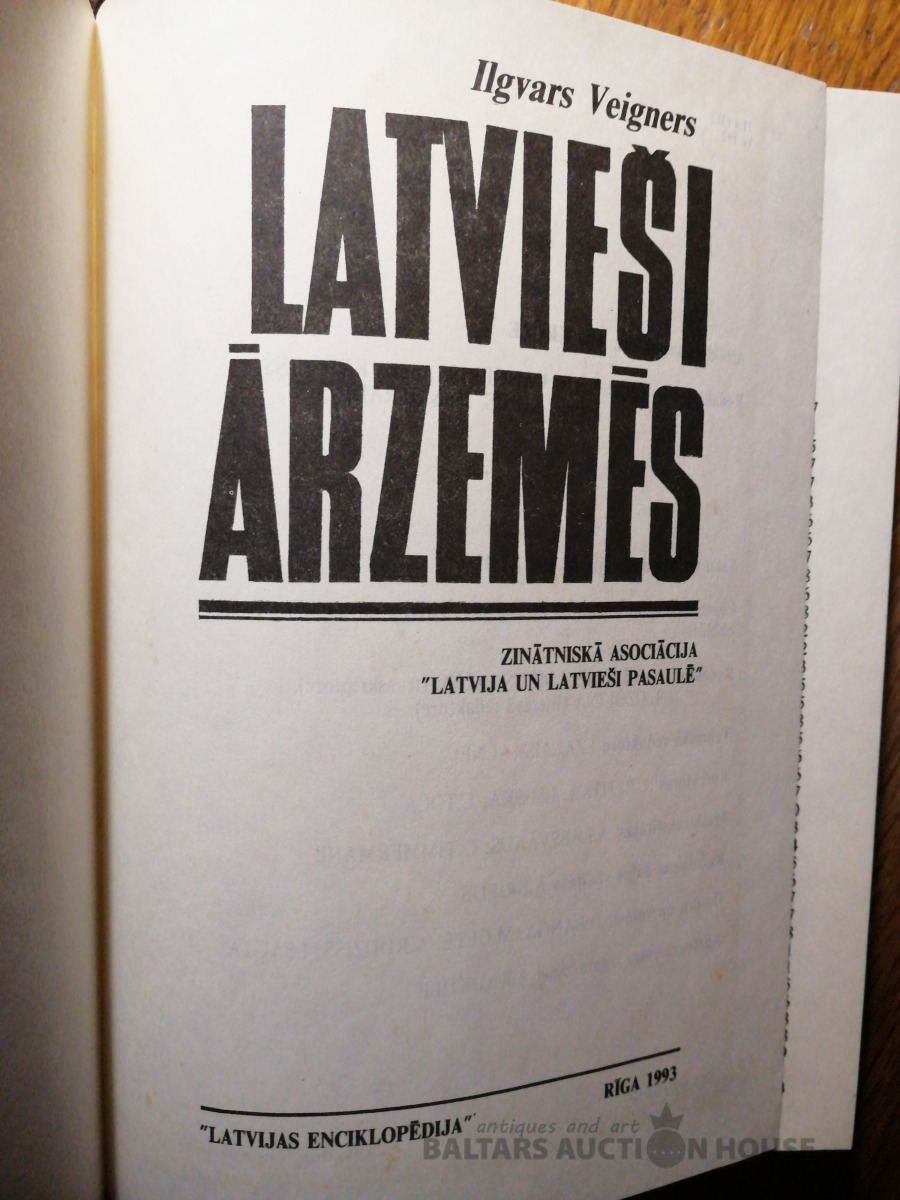 Ilgvars Veigners
LATVIEŠI
ĀRZEMĒS
ZINĀTNISKĀ ASOCIĀCIJA
"LATVIJA UN LATVIEŠI PASAULĒ"
RĪGA 1993
"LATVIJAS ENCIKLOPĒDIJA"
antiques and art
BALTARS AUCTION HOUSE